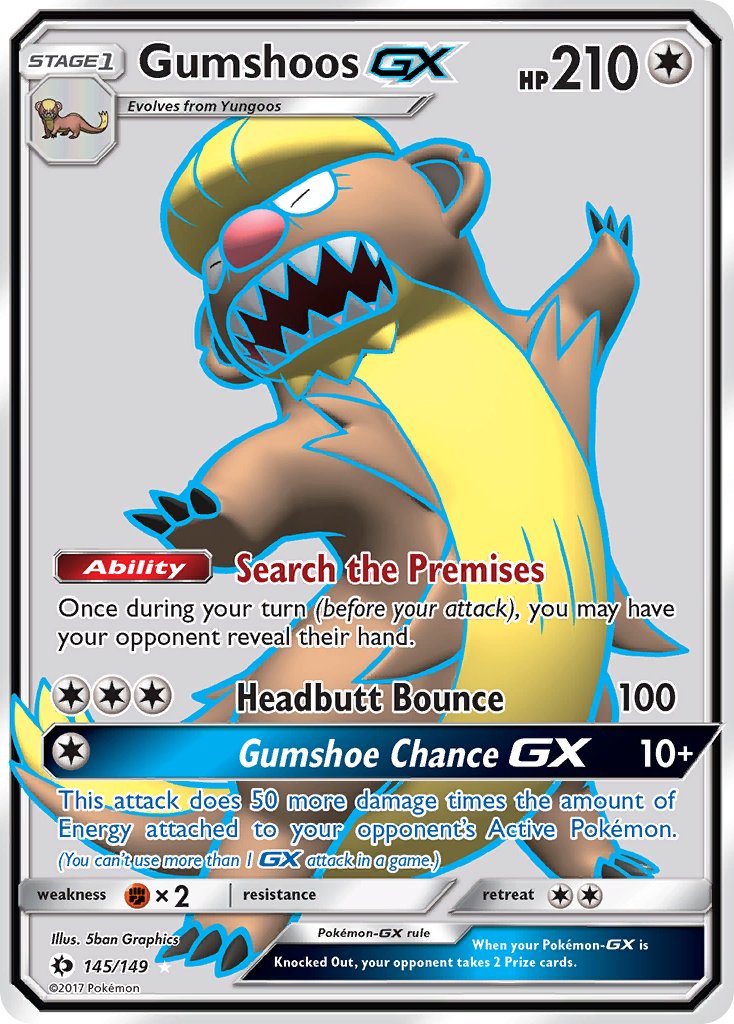 STAGE1 Gumshoos GX HP210
Evolves from Yungoos
Ability Search the Premises
Once during your turn (before your attack), you may have
your opponent reveal their hand.
Headbutt Bounce 100
Gumshoe Chance GX 10+
This attack does 50 more damage times the amount of
Energy attached to your opponent's Active Pokémon.
(You can't use more than 1 GX attack in a game.)
weakness ×2 resistance retreat
Illus. 5ban Graphics
145/149
©2017 Pokémon
Pokémon-GX rule
When your Pokémon-GX is
Knocked Out, your opponent takes 2 Prize cards.